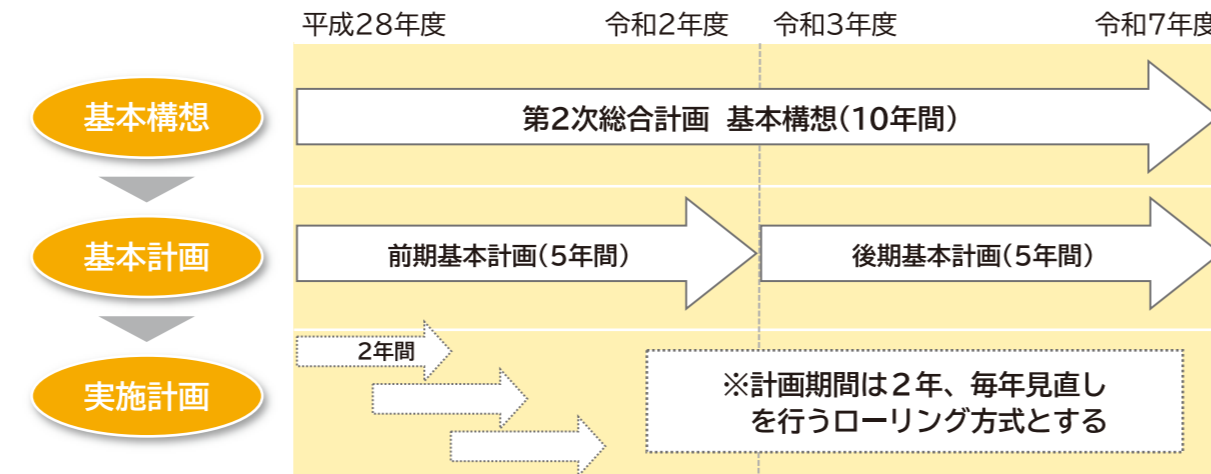 平成28年度 令和2年度 令和3年度 令和7年度
基本構想
第2次総合計画 基本構想(10年間)
基本計画
前期基本計画(5年間)
後期基本計画(5年間)
実施計画
2年間
※計画期間は2年、毎年見直し
を行うローリング方式とする